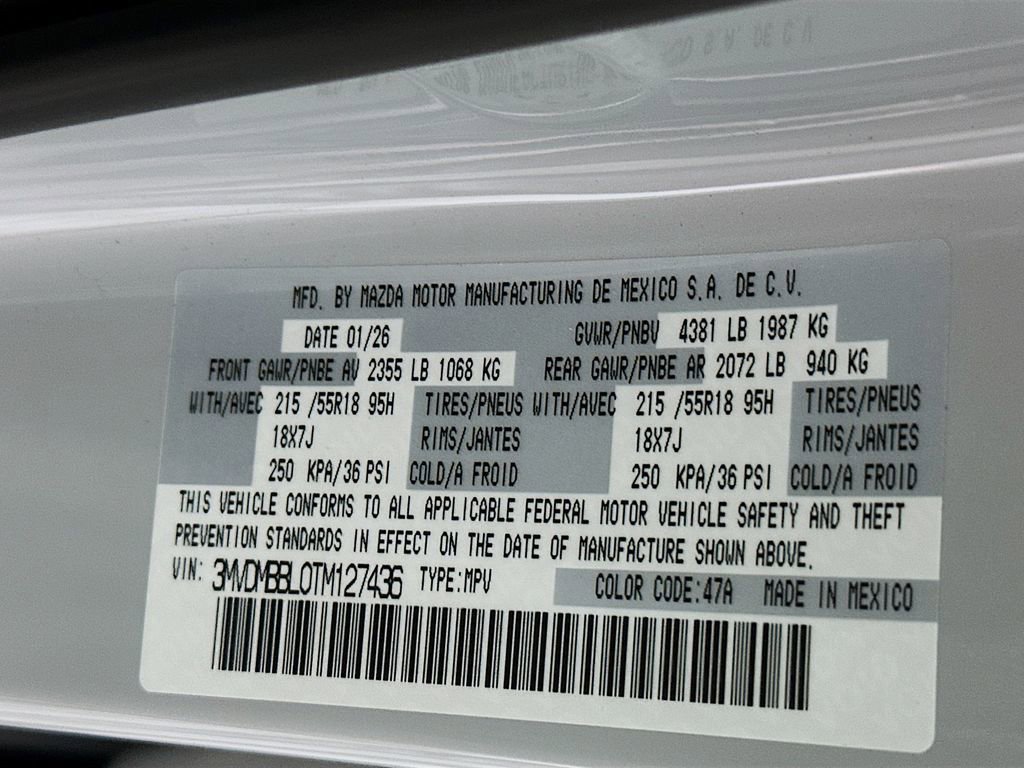 MFD. BY MAZDA MOTOR MANUFACTURING DE MEXICO S.A. DE C.V.
DATE 01/26 GVWR/PNBV 4381 LB 1987 KG
FRONT GAWR/PNBE AV 2355 LB 1068 KG REAR GAWR/PNBE AR 2072 LB 940 KG
WITH/AVEC 215 /55R18 95H TIRES/PNEUS WITH/AVEC 215 /55R18 95H TIRES/PNEUS
18X7J RIMS/JANTES 18X7J RIMS/JANTES
250 KPA/36 PSI COLD/A FROID 250 KPA/36 PSI COLD/A FROID
THIS VEHICLE CONFORMS TO ALL APPLICABLE FEDERAL MOTOR VEHICLE SAFETY AND THEFT
PREVENTION STANDARDS IN EFFECT ON THE DATE OF MANUFACTURE SHOWN ABOVE.
VIN: 3MVDMBBL0TM127436 TYPE:MPV COLOR CODE:47A MADE IN MEXICO